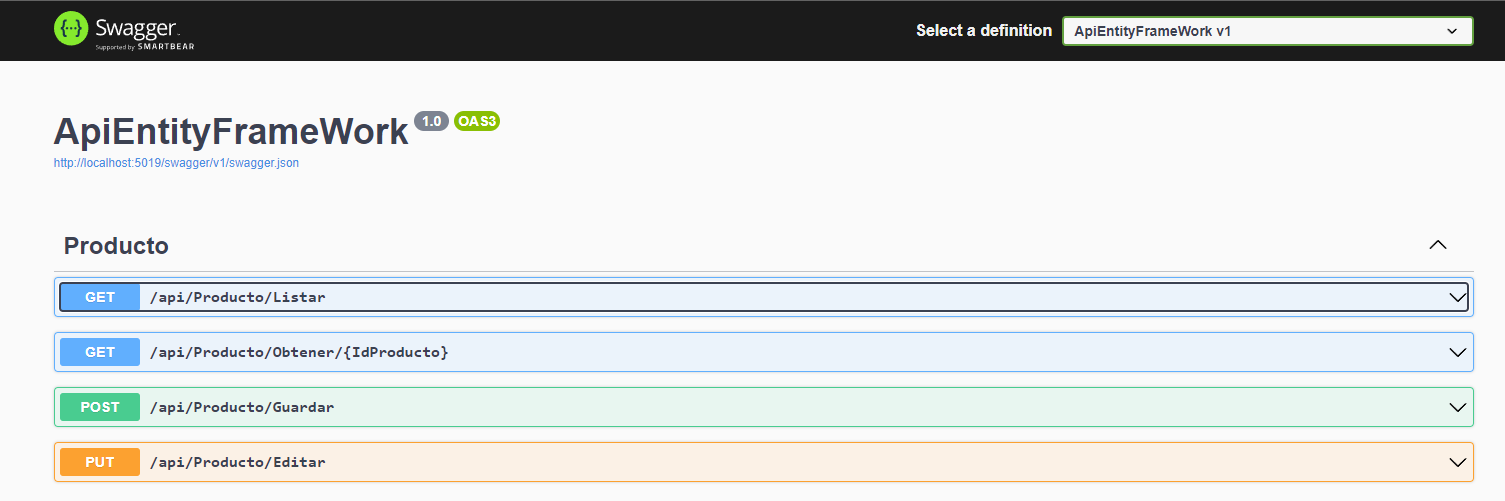 Swagger
Supported by SMARTBEAR
Select a definition
ApiEntityFrameWork v1
ApiEntityFrameWork 1.0 OAS3
http://localhost:5019/swagger/v1/swagger.json
Producto
GET /api/Producto/Listar
GET /api/Producto/Obtener/{IdProducto}
POST /api/Producto/Guardar
PUT /api/Producto/Editar